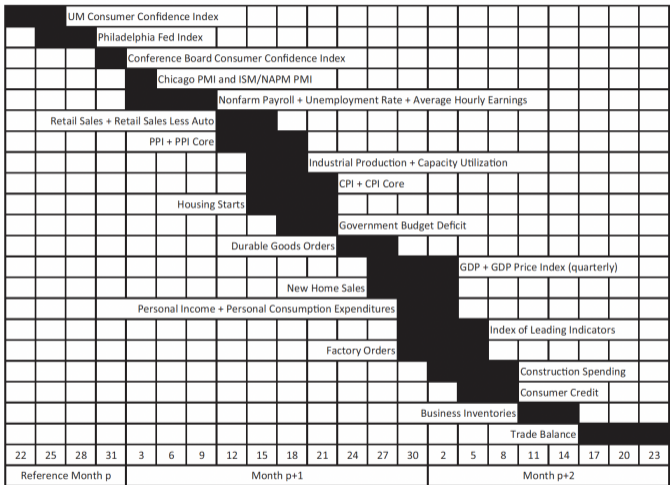 UM Consumer Confidence Index
Philadelphia Fed Index
Conference Board Consumer Confidence Index
Chicago PMI and ISM/NAPM PMI
Nonfarm Payroll + Unemployment Rate + Average Hourly Earnings
Retail Sales + Retail Sales Less Auto
PPI + PPI Core
Industrial Production + Capacity Utilization
CPI + CPI Core
Housing Starts
Government Budget Deficit
Durable Goods Orders
GDP + GDP Price Index (quarterly)
New Home Sales
Personal Income + Personal Consumption Expenditures
Index of Leading Indicators
Factory Orders
Construction Spending
Consumer Credit
Business Inventories
Trade Balance
22 25 28 31 3 6 9 12 15 18 21 24 27 30 2 5 8 11 14 17 20 23
Reference Month p Month p+1 Month p+2